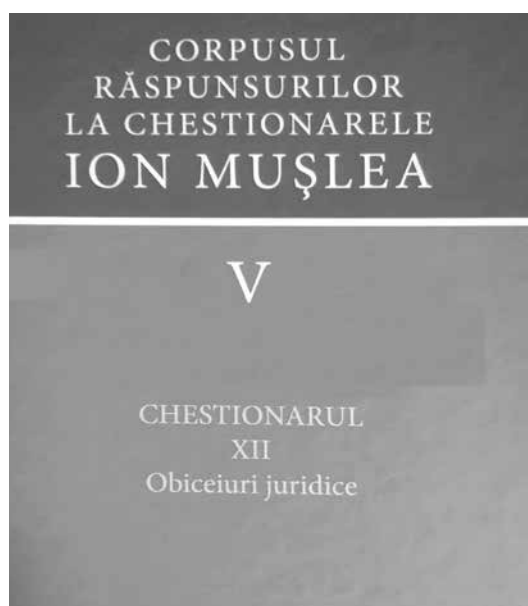 CORPUSUL
RĂSPUNSURILOR
LA CHESTIONARELE
ION MUŞLEA
V
CHESTIONARUL
XII
Obiceiuri juridice